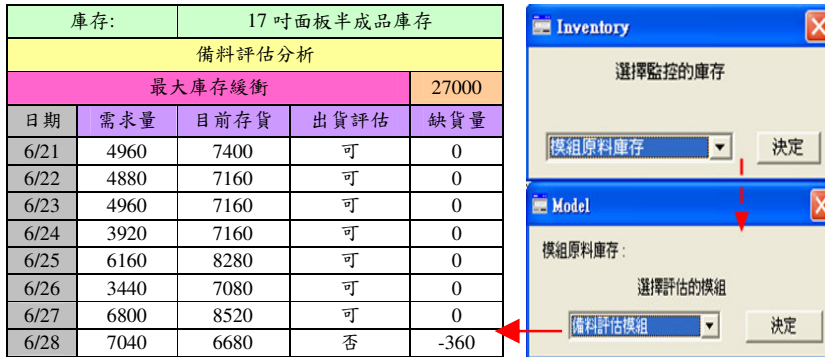 庫存: 17 吋面板半成品庫存
備料評估分析
最大庫存緩衝 27000
日期 需求量 目前存貨 出貨評估 缺貨量
6/21 4960 7400 可 0
6/22 4880 7160 可 0
6/23 4960 7160 可 0
6/24 3920 7160 可 0
6/25 6160 8280 可 0
6/26 3440 7080 可 0
6/27 6800 8520 可 0
6/28 7040 6680 否 -360
Inventory
選擇監控的庫存
模組原料庫存 決定
Model
模組原料庫存 :
選擇評估的模組
備料評估模組 決定